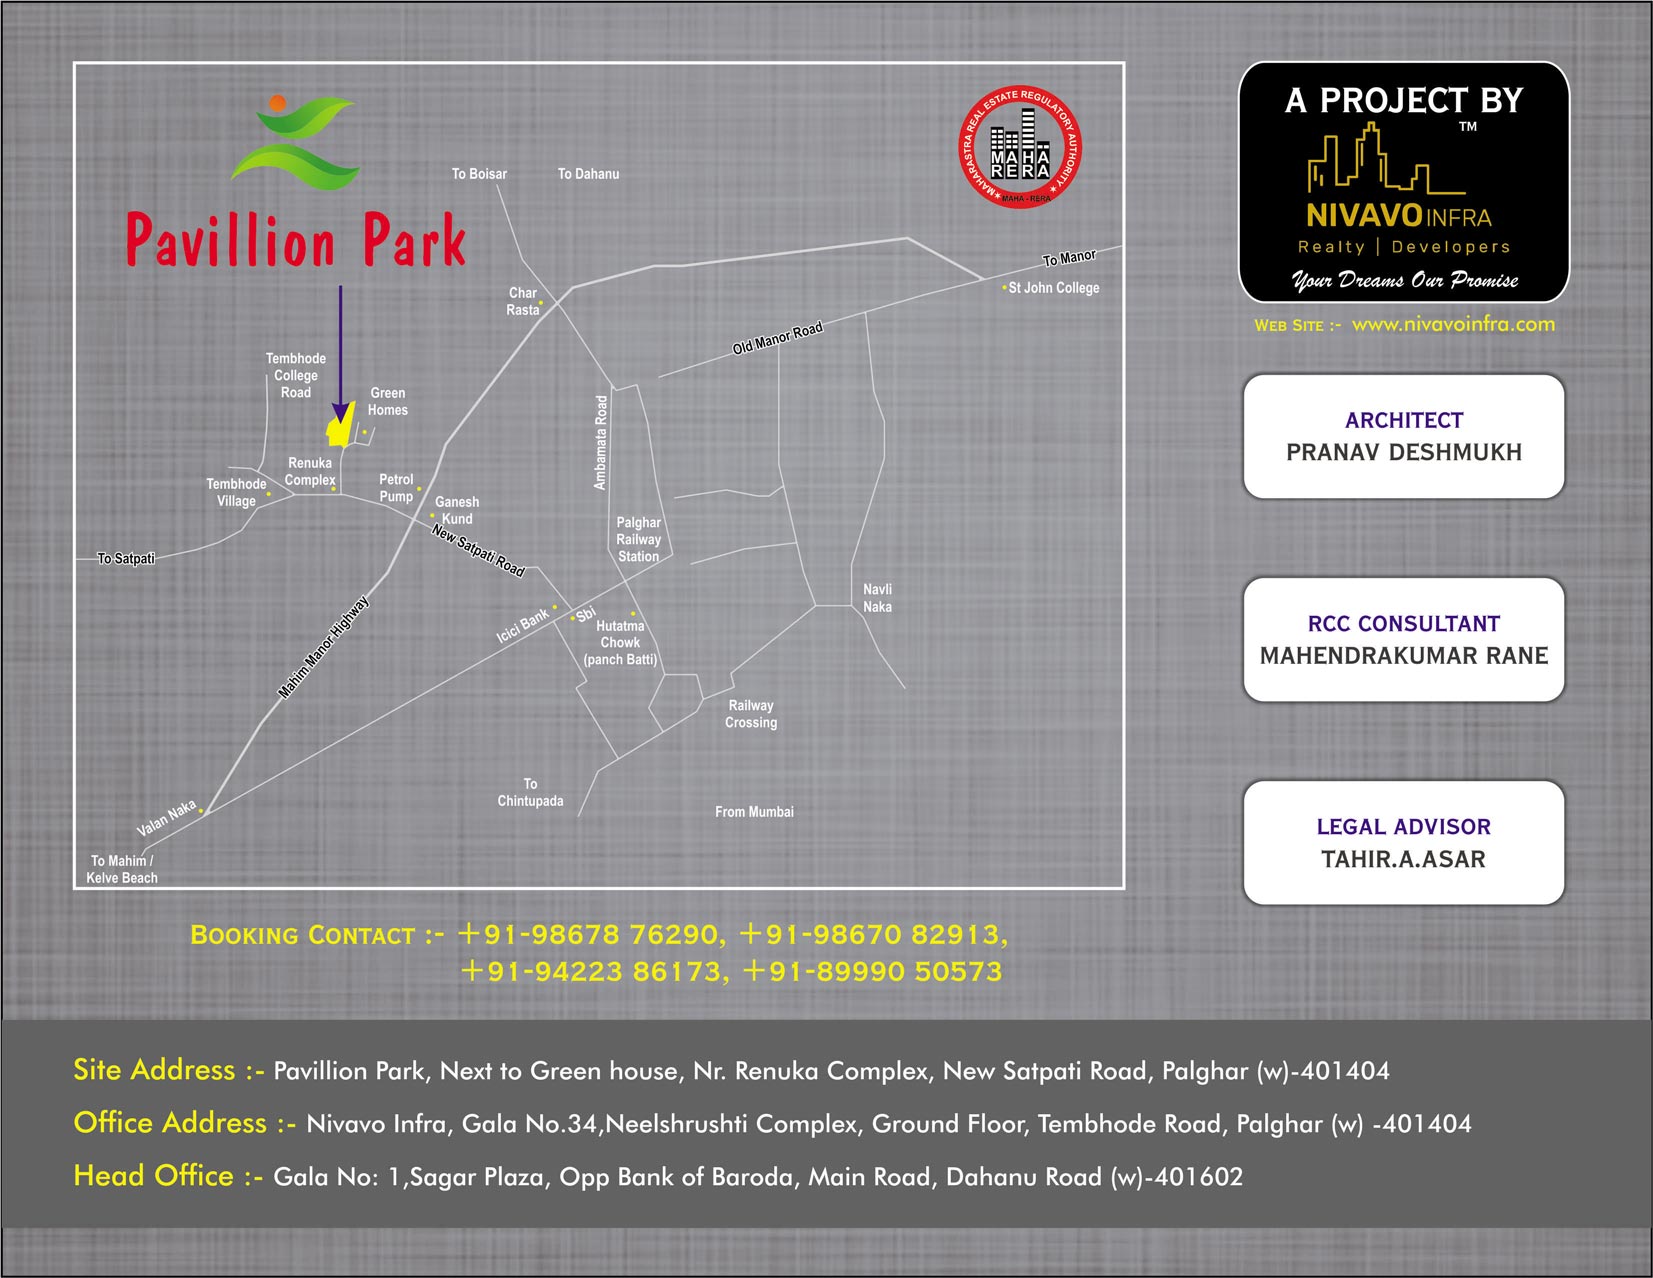 Pavillion Park
MAHARASTRA REAL ESTATE REGULATORY AUTHORITY
MAHA
RERA
MAHA - RERA
To Boisar
To Dahanu
To Manor
St John College
Char
Rasta
Old Manor Road
Tembhode
College
Road
Green
Homes
Ambamata Road
Renuka
Complex
Tembhode
Village
Petrol
Pump
Ganesh
Kund
New Satpati Road
Palghar
Railway
Station
To Satpati
Navli
Naka
Icici Bank
Sbi
Hutatma
Chowk
(panch Batti)
Mahim Manor Highway
Railway
Crossing
To
Chintupada
From Mumbai
Valan Naka
To Mahim /
Kelve Beach
A PROJECT BY
TM
NIVAVO INFRA
Realty | Developers
Your Dreams Our Promise
Web Site :- www.nivavoinfra.com
ARCHITECT
PRANAV DESHMUKH
RCC CONSULTANT
MAHENDRAKUMAR RANE
LEGAL ADVISOR
TAHIR.A.ASAR
Booking Contact :- +91-98678 76290, +91-98670 82913,
+91-94223 86173, +91-89990 50573
Site Address :- Pavillion Park, Next to Green house, Nr. Renuka Complex, New Satpati Road, Palghar (w)-401404
Office Address :- Nivavo Infra, Gala No.34,Neelshrushti Complex, Ground Floor, Tembhode Road, Palghar (w) -401404
Head Office :- Gala No: 1,Sagar Plaza, Opp Bank of Baroda, Main Road, Dahanu Road (w)-401602